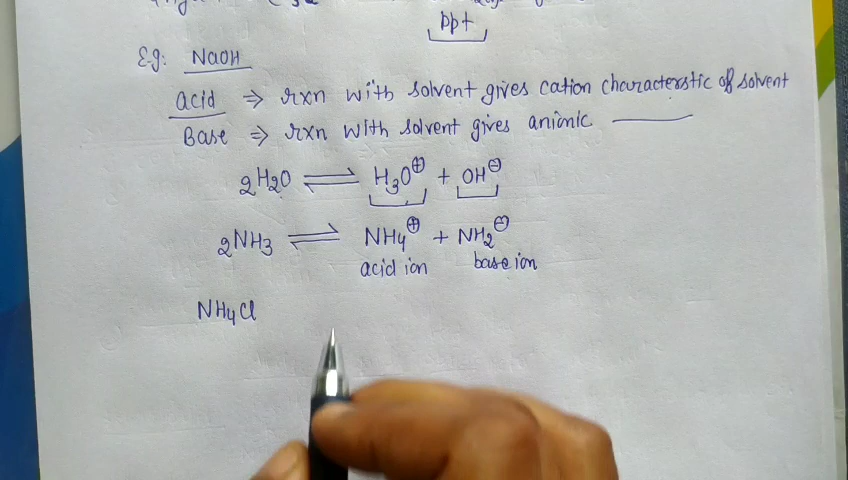 ppt
E.g: NaOH
acid ⇒ rxn with solvent gives cation characterstic of solvent
Base ⇒ rxn with solvent gives anionic ———
2H2O ⇌ H3O⊕ + OH⊖
2NH3 ⇌ NH4⊕ + NH2⊖
acid ion base ion
NH4Cl